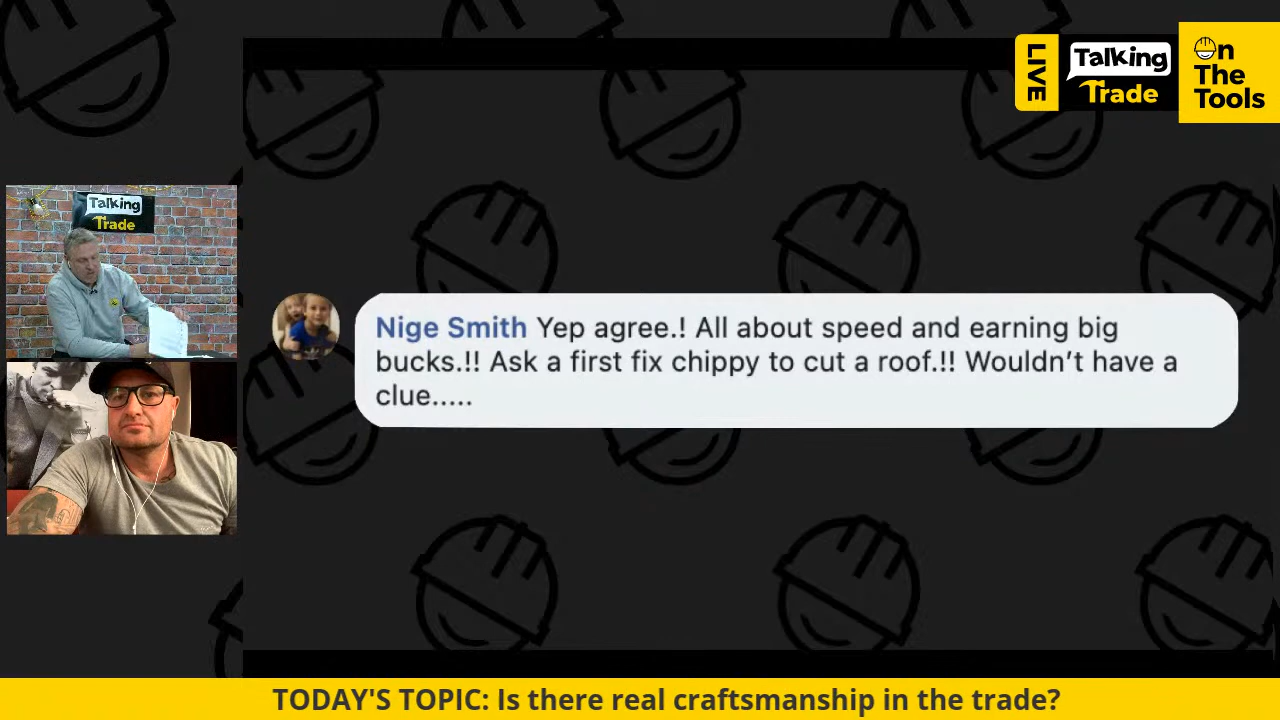 LIVE
Talking
Trade
On
The
Tools
Talking
Trade
Nige Smith Yep agree.! All about speed and earning big
bucks.!! Ask a first fix chippy to cut a roof.!! Wouldn't have a
clue.....
TODAY'S TOPIC: Is there real craftsmanship in the trade?